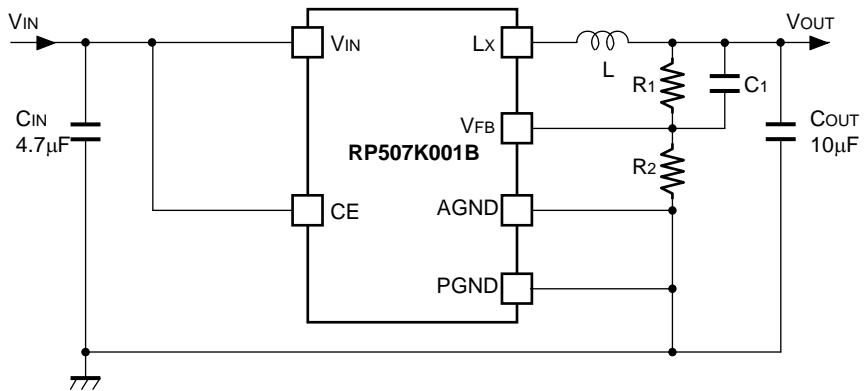 VIN
VIN
LX
VOUT
L
R1
C1
CIN
4.7μF
VFB
COUT
10μF
RP507K001B
R2
CE
AGND
PGND